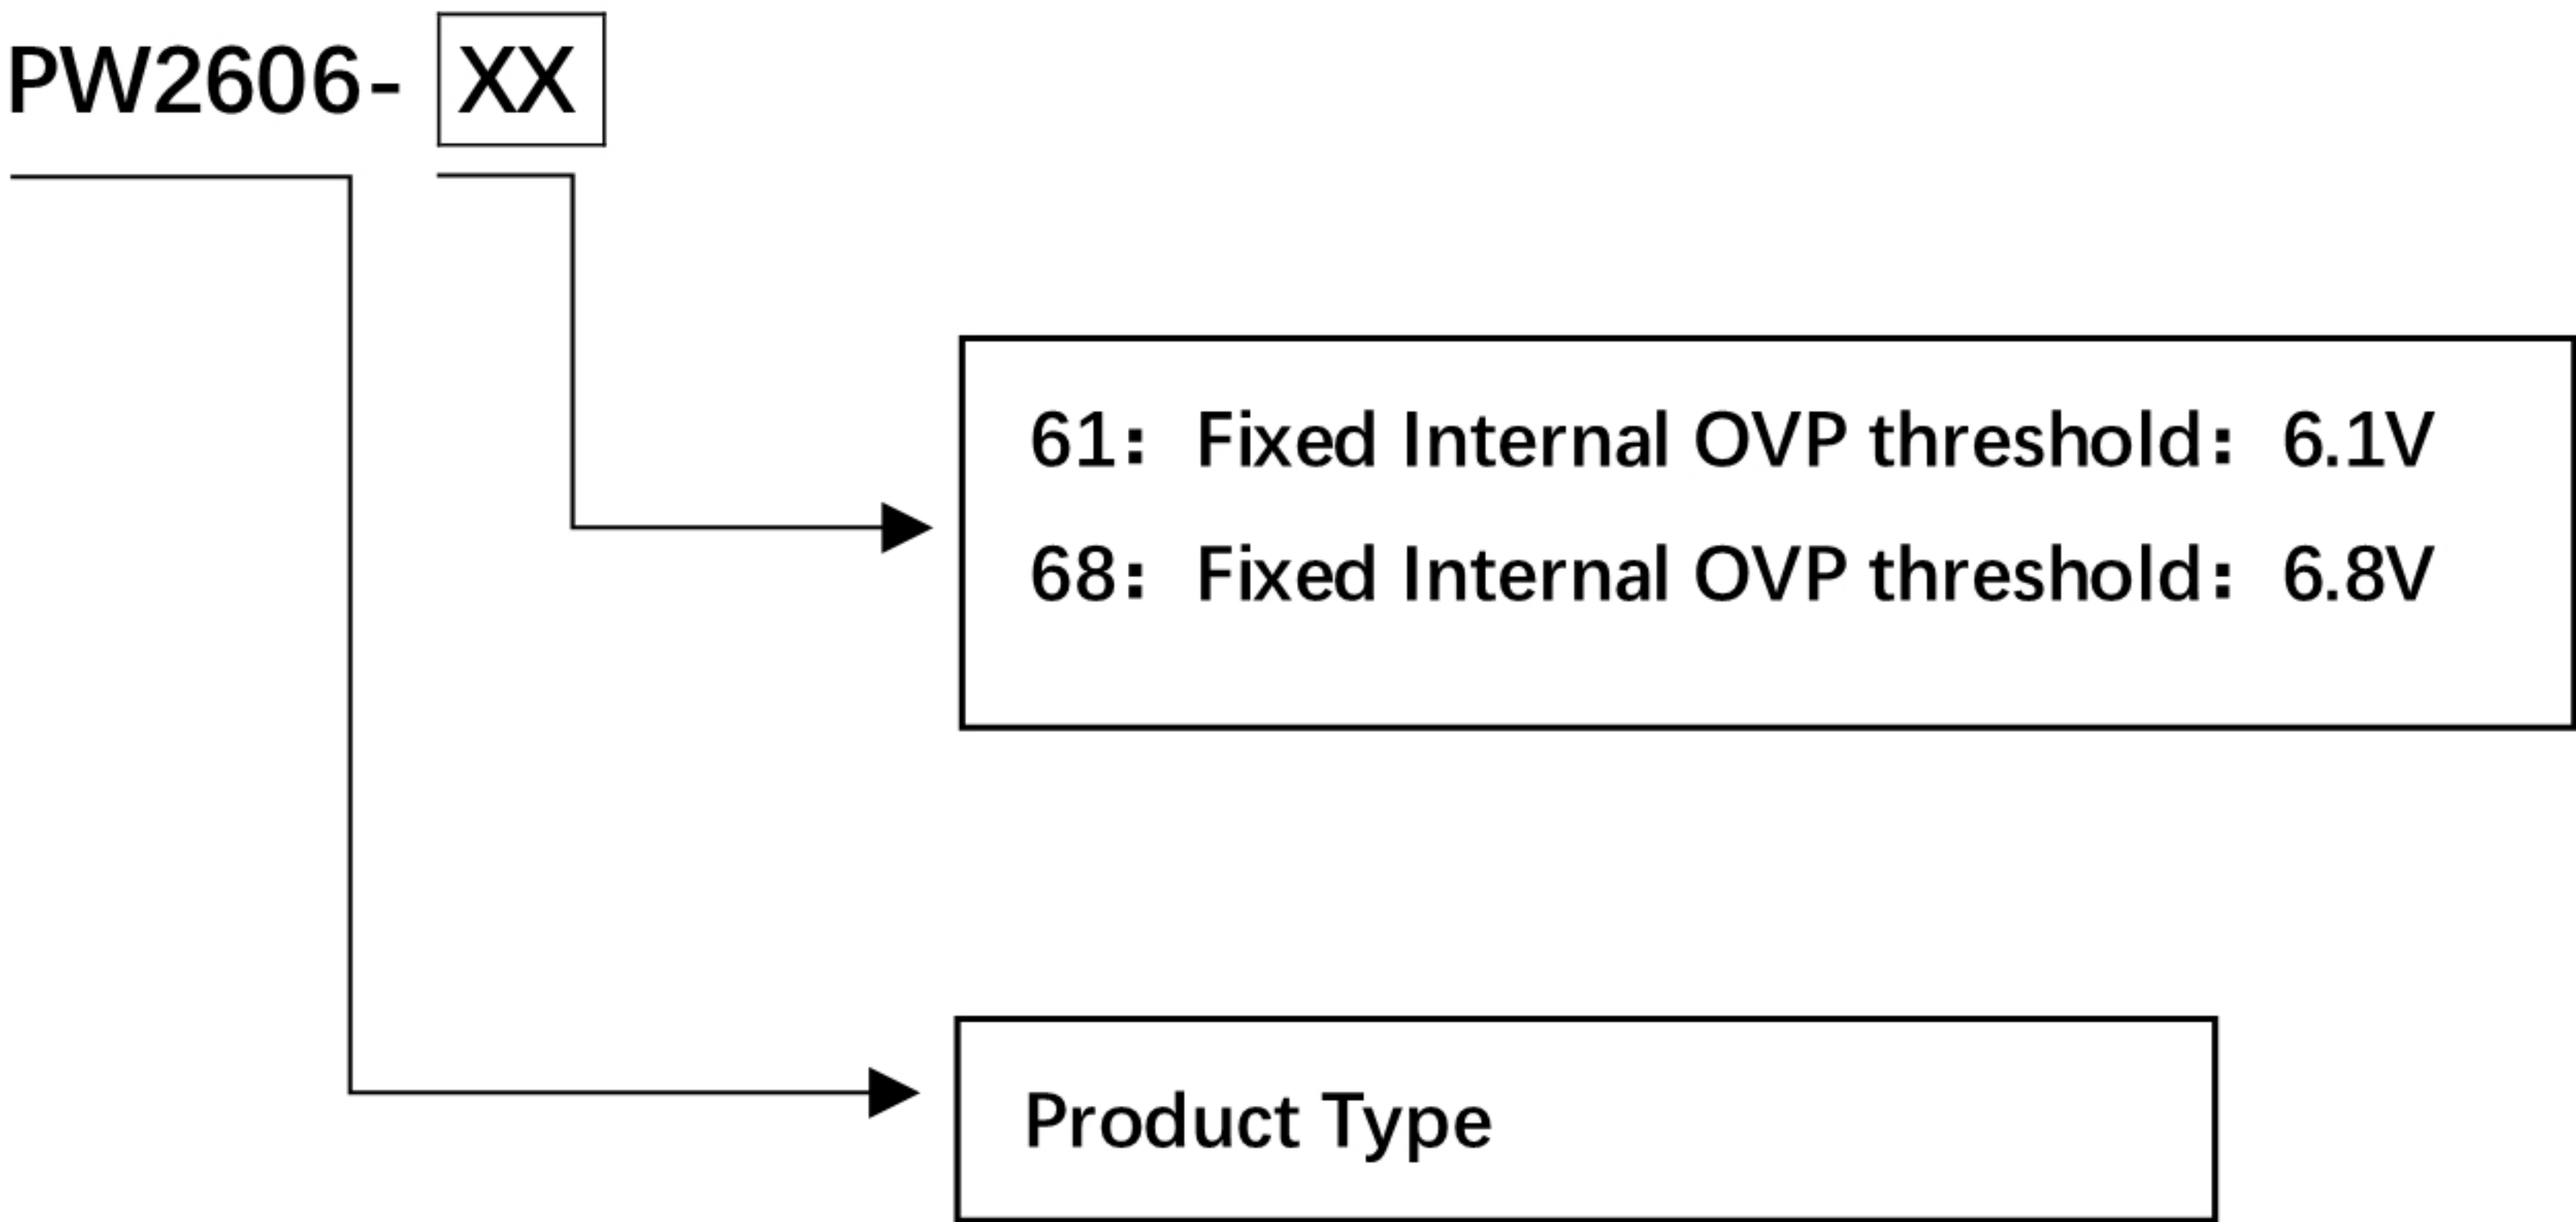 PW2606- XX
61： Fixed Internal OVP threshold： 6.1V
68： Fixed Internal OVP threshold： 6.8V
Product Type